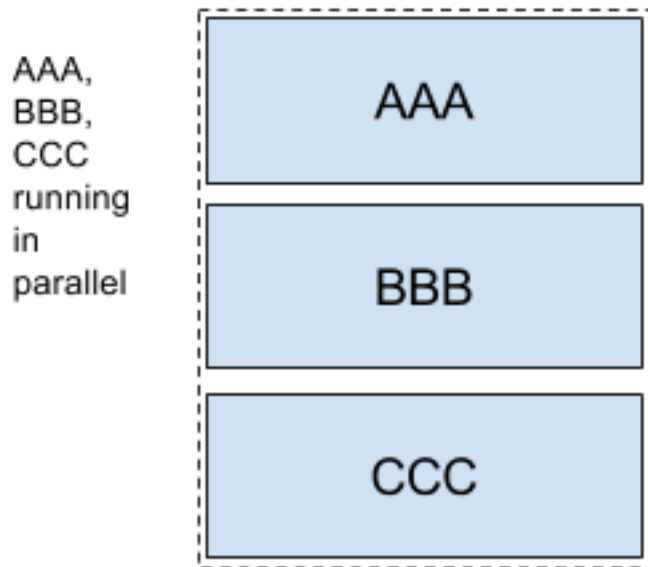 AAA,
BBB,
CCC
running
in
parallel
AAA
BBB
CCC